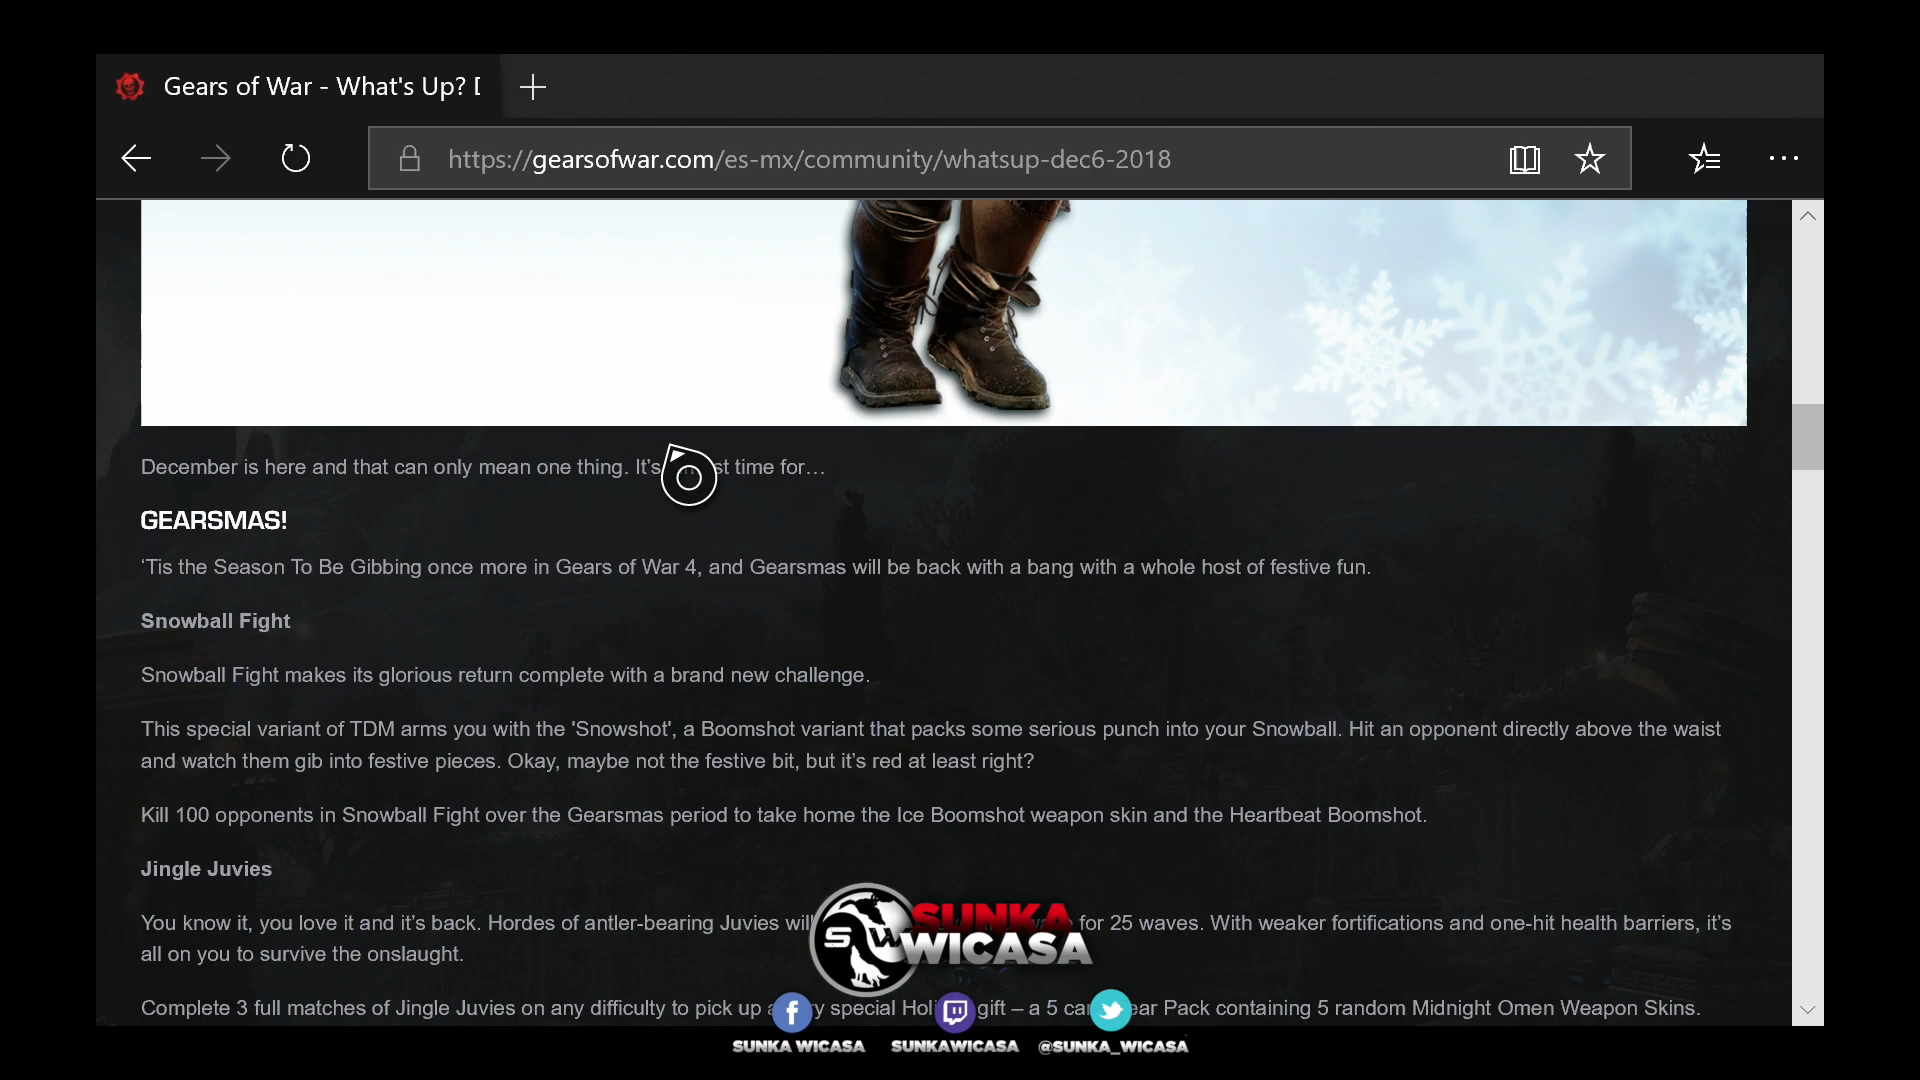 Gears of War - What's Up? D
https://gearsofwar.com/es-mx/community/whatsup-dec6-2018
December is here and that can only mean one thing. It’s time for…
GEARSMAS!
‘Tis the Season To Be Gibbing once more in Gears of War 4, and Gearsmas will be back with a bang with a whole host of festive fun.
Snowball Fight
Snowball Fight makes its glorious return complete with a brand new challenge.
This special variant of TDM arms you with the 'Snowshot', a Boomshot variant that packs some serious punch into your Snowball. Hit an opponent directly above the waist
and watch them gib into festive pieces. Okay, maybe not the festive bit, but it’s red at least right?
Kill 100 opponents in Snowball Fight over the Gearsmas period to take home the Ice Boomshot weapon skin and the Heartbeat Boomshot.
Jingle Juvies
You know it, you love it and it’s back. Hordes of antler-bearing Juvies will for 25 waves. With weaker fortifications and one-hit health barriers, it’s
all on you to survive the onslaught.
SW SUNKA
WICASA
Complete 3 full matches of Jingle Juvies on any difficulty to pick up a special gift – a 5 Pack containing 5 random Midnight Omen Weapon Skins.
SUNKA WICASA SUNKAWICASA @SUNKA_WICASA